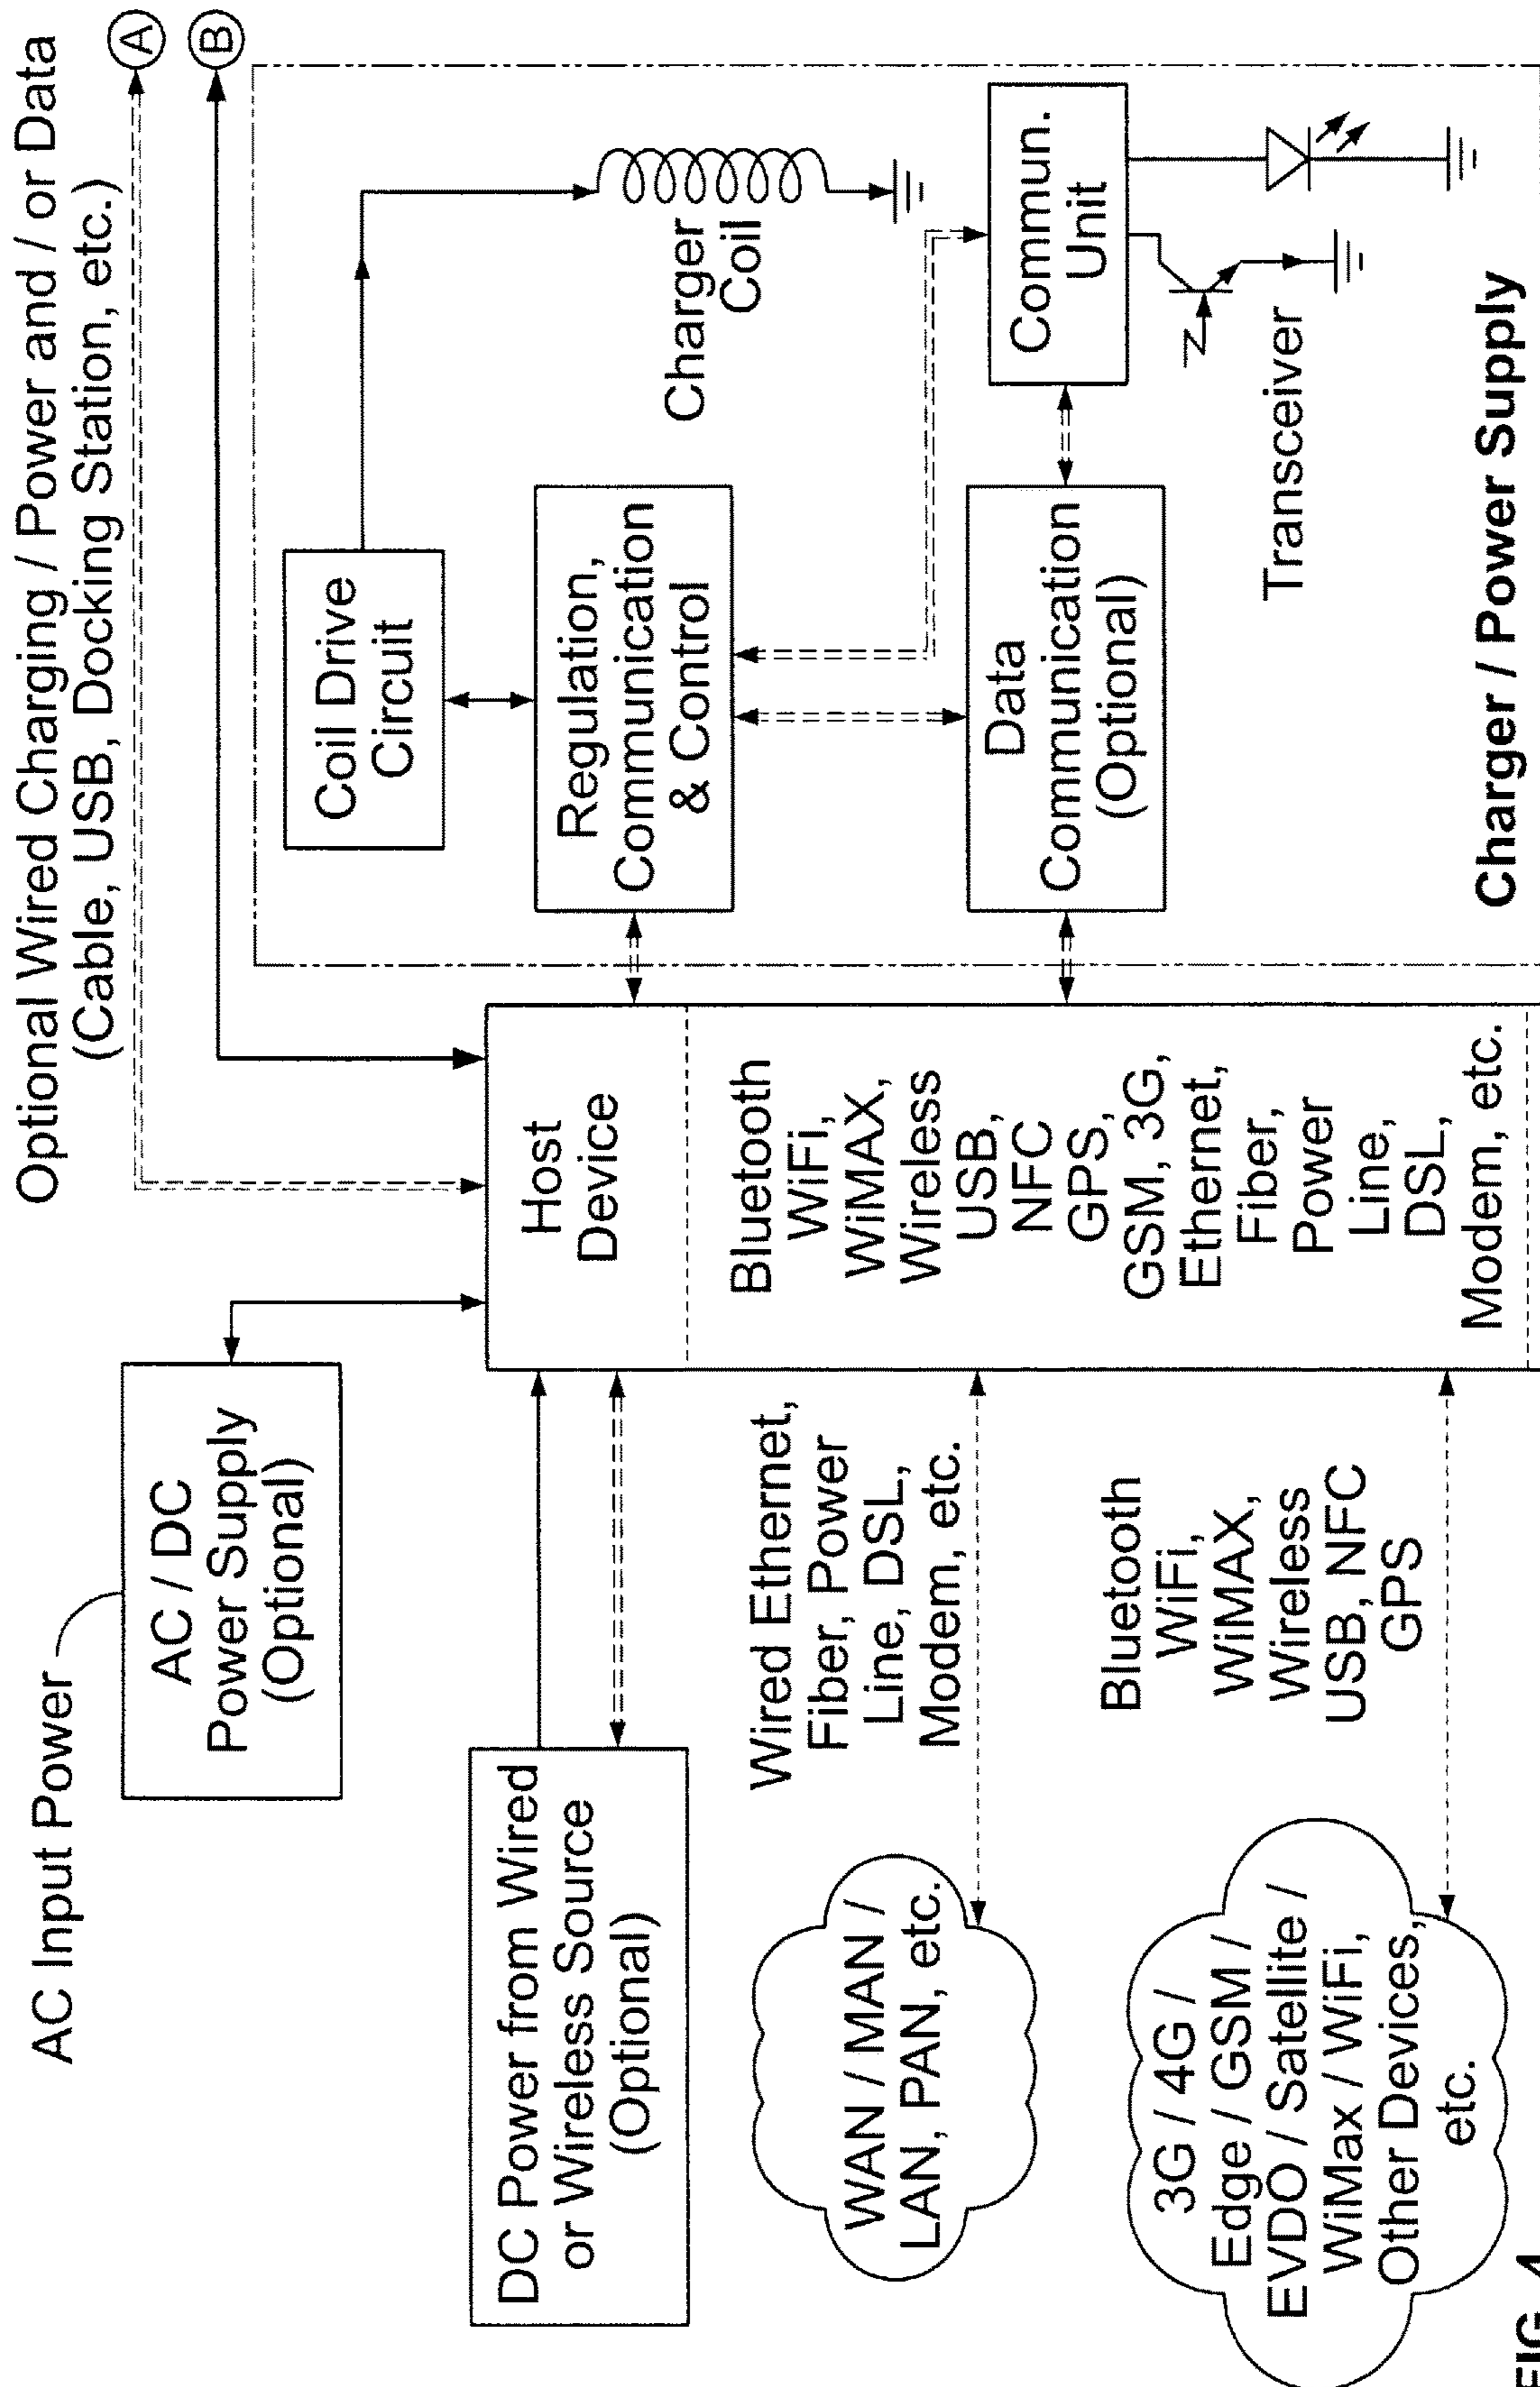 AC Input Power
Optional Wired Charging / Power and / or Data
(Cable, USB, Docking Station, etc.)
A
B
AC / DC
Power Supply
(Optional)
DC Power from Wired
or Wireless Source
(Optional)
Host
Device
Bluetooth
WiFi,
WiMAX,
Wireless
USB,
NFC
GPS,
GSM, 3G,
Ethernet,
Fiber,
Power
Line,
DSL,
Modem, etc.
Coil Drive
Circuit
Regulation,
Communication
& Control
Charger
Coil
Data
Communication
(Optional)
Commun.
Unit
Transceiver
Charger / Power Supply
WAN / MAN /
LAN, PAN, etc.
Wired Ethernet,
Fiber, Power
Line, DSL,
Modem, etc.
3G / 4G /
Edge / GSM /
EVDO / Satellite /
WiMax / WiFi,
Other Devices,
etc.
Bluetooth
WiFi,
WiMAX,
Wireless
USB, NFC
GPS
FIG. 4